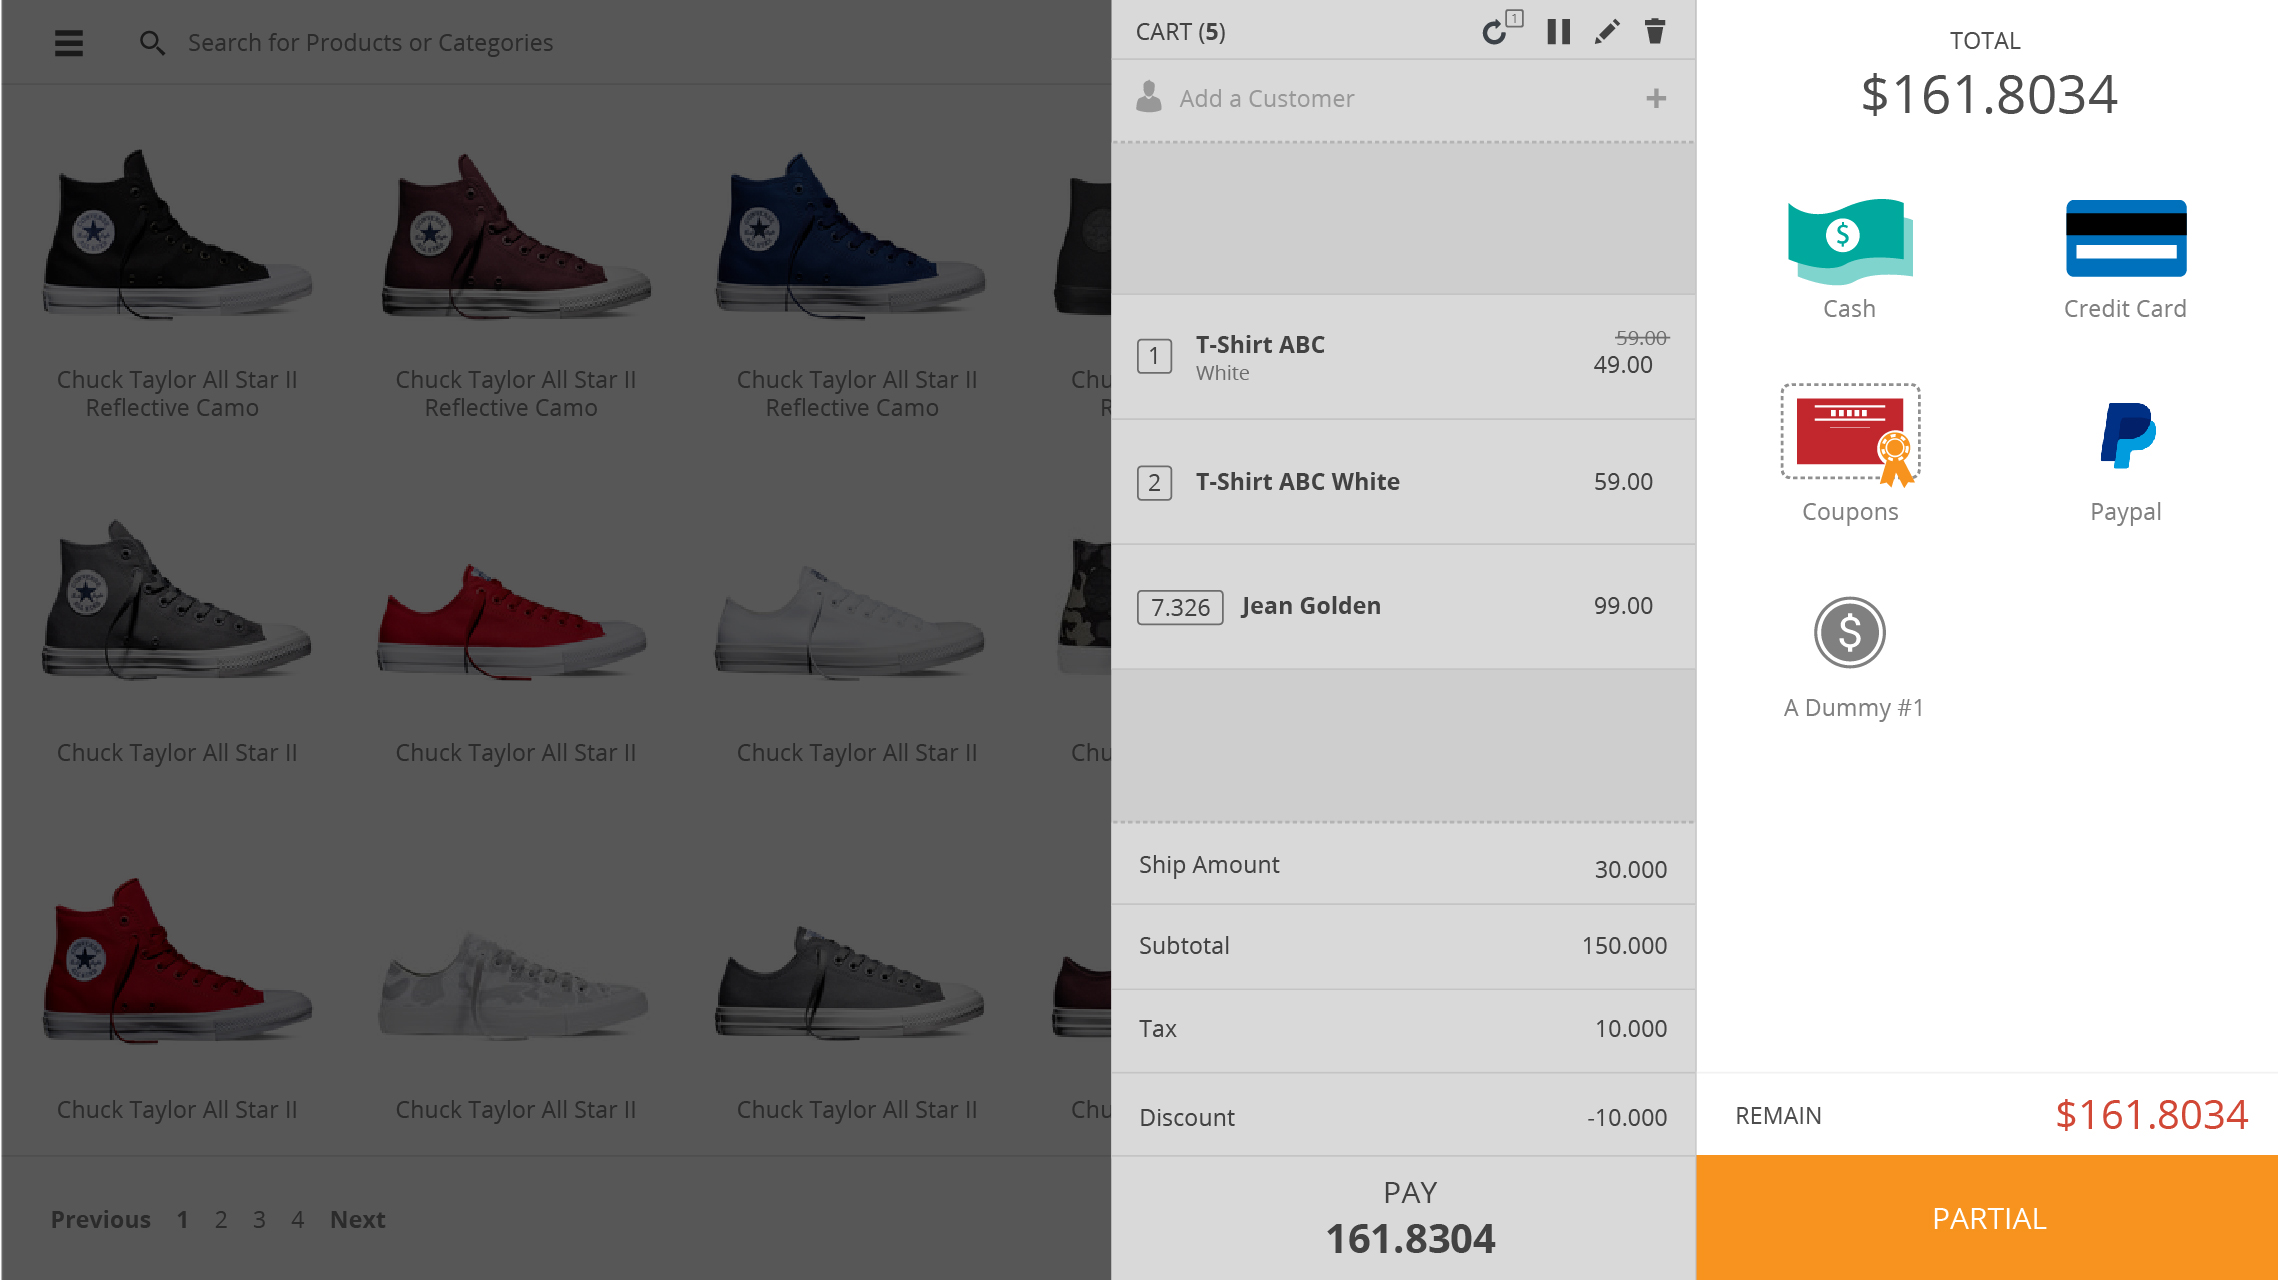 Search for Products or Categories
Chuck Taylor All Star II
Reflective Camo
Chuck Taylor All Star II
Reflective Camo
Chuck Taylor All Star II
Reflective Camo
Chu
R
Chuck Taylor All Star II
Chuck Taylor All Star II
Chuck Taylor All Star II
Chu
Chuck Taylor All Star II
Chuck Taylor All Star II
Chuck Taylor All Star II
Chu
Previous 1 2 3 4 Next
CART (5)
1
Add a Customer
1 T-Shirt ABC 59.00
White 49.00
2 T-Shirt ABC White 59.00
7.326 Jean Golden 99.00
Ship Amount 30.000
Subtotal 150.000
Tax 10.000
Discount -10.000
PAY
161.8304
TOTAL
$161.8034
Cash
Credit Card
Coupons
Paypal
A Dummy #1
REMAIN $161.8034
PARTIAL